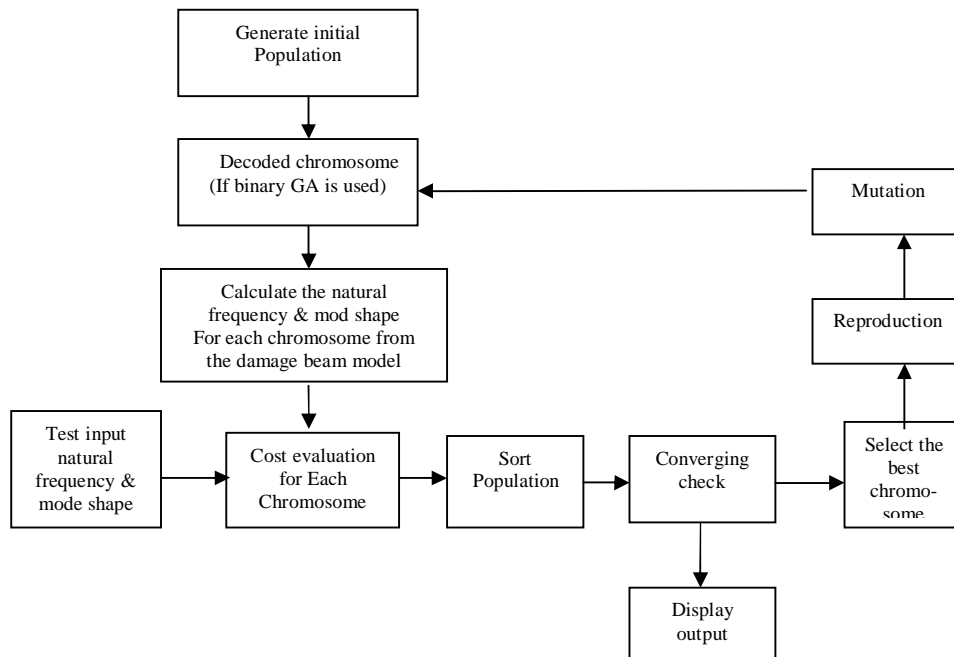 Generate initial
Population
Decoded chromosome
(If binary GA is used)
Mutation
Calculate the natural
frequency & mod shape
For each chromosome from
the damage beam model
Reproduction
Test input
natural
frequency &
mode shape
Cost evaluation
for Each
Chromosome
Sort
Population
Converging
check
Select the
best
chromo-
some
Display
output